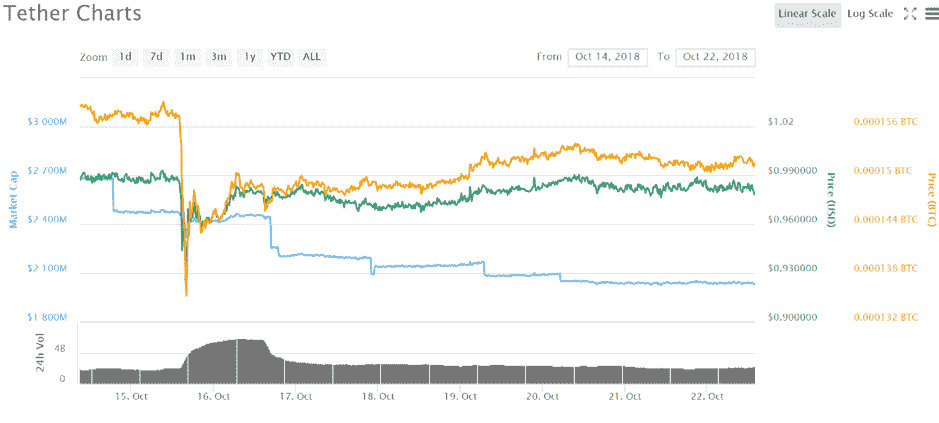 Tether Charts
Linear Scale Log Scale
Zoom 1d 7d 1m 3m 1y YTD ALL
From Oct 14, 2018 To Oct 22, 2018
$3 000M $1.02 0.000156 BTC
$2 700M $0.990000 0.00015 BTC
$2 400M $0.960000 0.000144 BTC
$2 100M $0.930000 0.000138 BTC
$1 800M $0.900000 0.000132 BTC
Market Cap
Price (USD)
Price (BTC)
24h Vol
4B
0
15. Oct 16. Oct 17. Oct 18. Oct 19. Oct 20. Oct 21. Oct 22. Oct